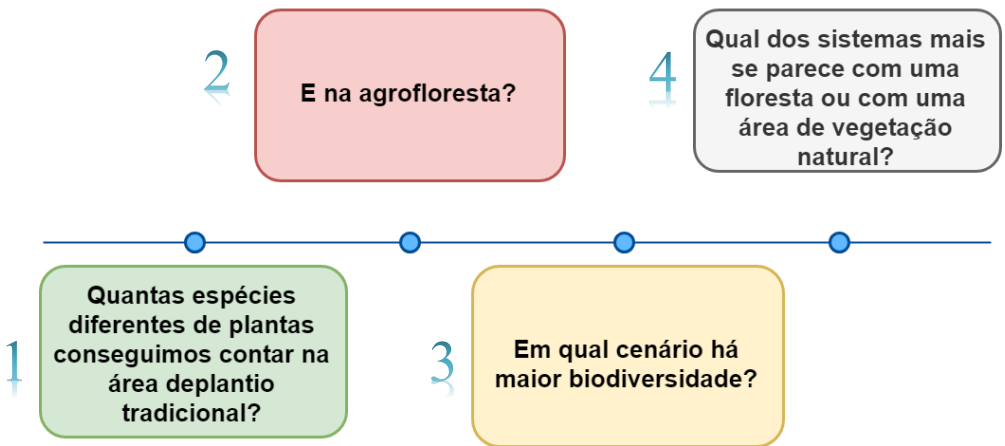 1
Quantas espécies
diferentes de plantas
conseguimos contar na
área deplantio
tradicional?
2
E na agrofloresta?
3
Em qual cenário há
maior biodiversidade?
4
Qual dos sistemas mais
se parece com uma
floresta ou com uma
área de vegetação
natural?